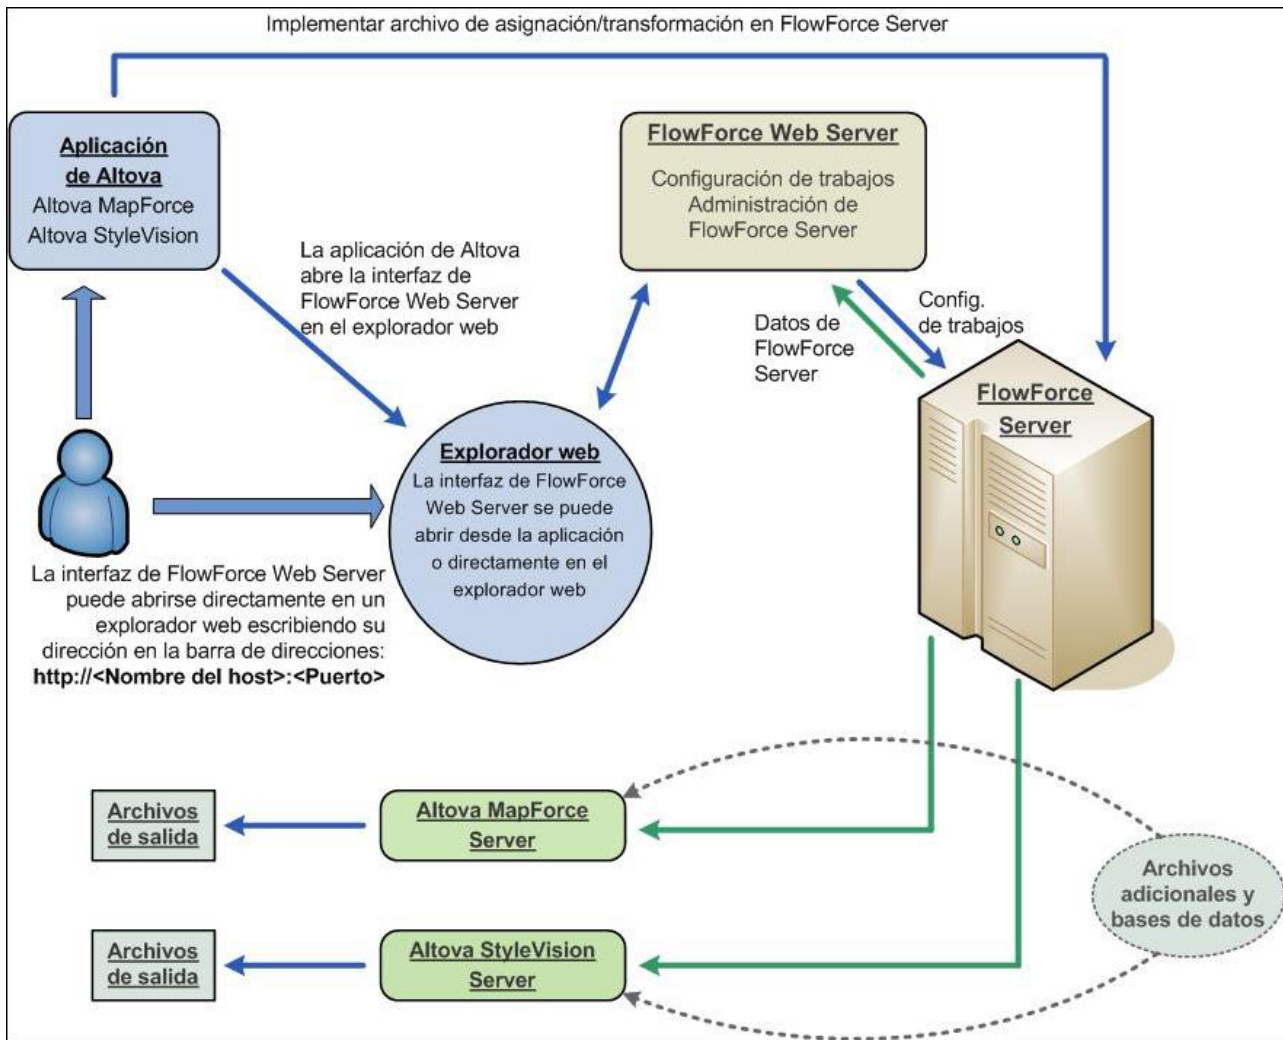 Implementar archivo de asignación/transformación en FlowForce Server
Aplicación
de Altova
Altova MapForce
Altova StyleVision
FlowForce Web Server
Configuración de trabajos
Administración de
FlowForce Server
La aplicación de Altova
abre la interfaz de
FlowForce Web Server
en el explorador web
Config.
de trabajos
Datos de
FlowForce
Server
FlowForce
Server
Explorador web
La interfaz de FlowForce
Web Server se puede
abrir desde la aplicación
o directamente en el
explorador web
La interfaz de FlowForce Web Server
puede abrirse directamente en un
explorador web escribiendo su
dirección en la barra de direcciones:
http://<Nombre del host>:<Puerto>
Archivos
de salida
Altova MapForce
Server
Archivos
adicionales y
bases de datos
Archivos
de salida
Altova StyleVision
Server